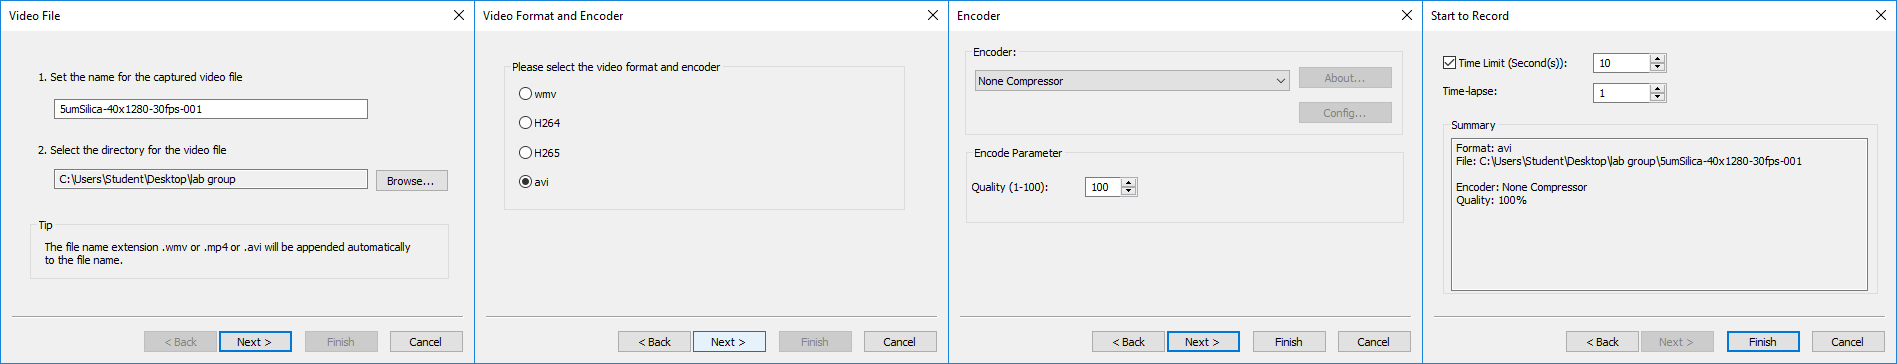 Video File
1. Set the name for the captured video file
5umSilica-40x1280-30fps-001
2. Select the directory for the video file
C:\Users\Student\Desktop\lab group
Browse...
Tip
The file name extension .wmv or .mp4 or .avi will be appended automatically
to the file name.
< Back
Next >
Finish
Cancel
Video Format and Encoder
Please select the video format and encoder
wmv
H264
H265
avi
< Back
Next >
Finish
Cancel
Encoder
Encoder:
None Compressor
About...
Config...
Encode Parameter
Quality (1-100):
100
< Back
Next >
Finish
Cancel
Start to Record
Time Limit (Second(s)):
10
Time-lapse:
1
Summary
Format: avi
File: C:\Users\Student\Desktop\lab group\5umSilica-40x1280-30fps-001
Encoder: None Compressor
Quality: 100%
< Back
Next >
Finish
Cancel